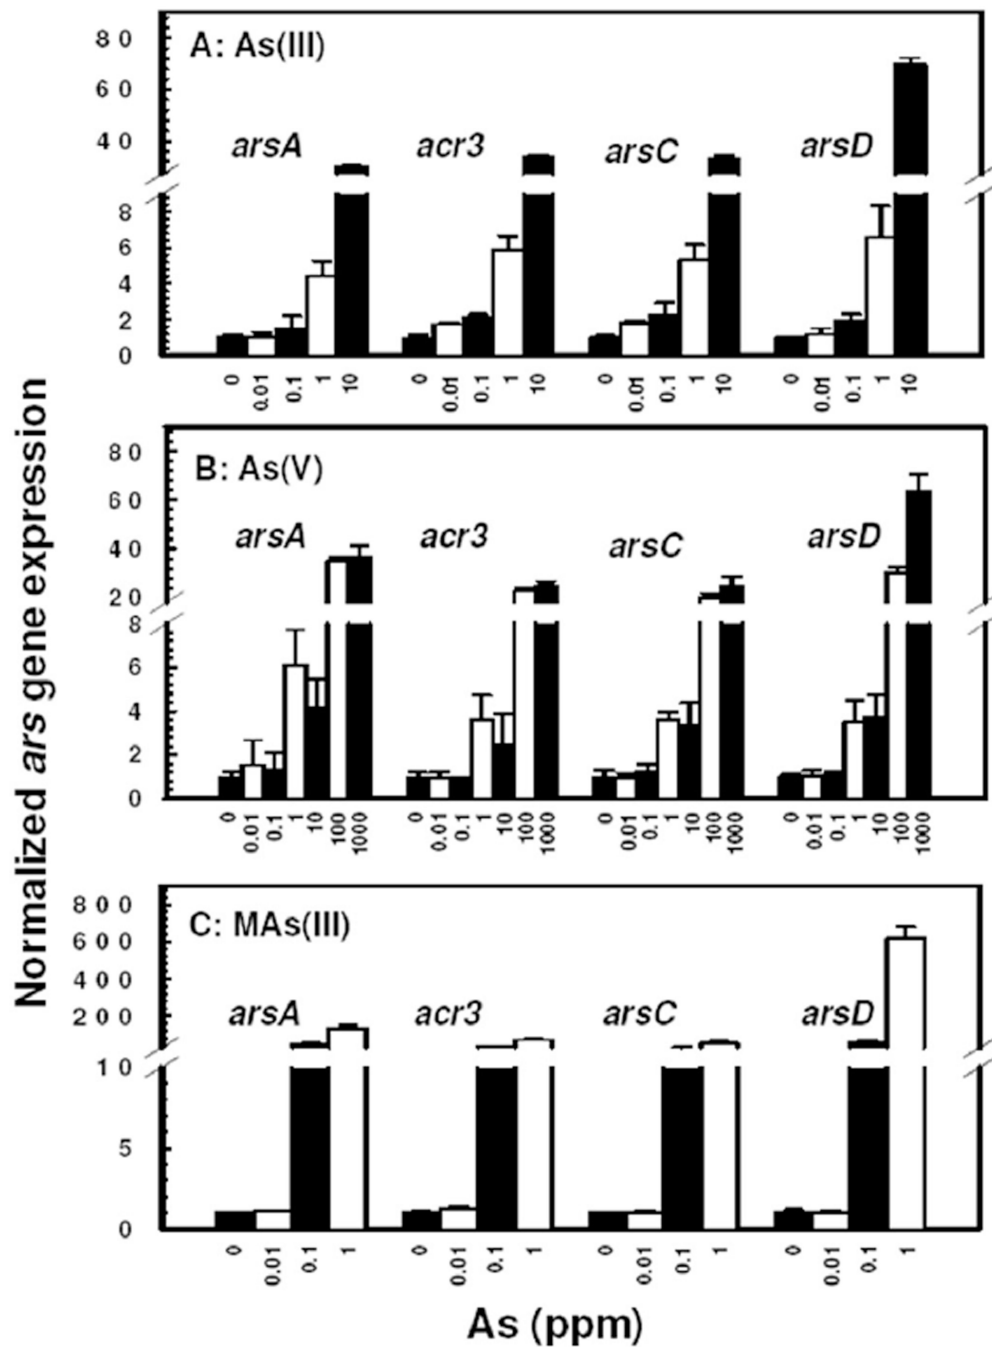 Normalized ars gene expression
A: As(III)
80
60
40
8
6
4
2
0
arsA acr3 arsC arsD
0 0.01 0.1 1 10 0 0.01 0.1 1 10 0 0.01 0.1 1 10 0 0.01 0.1 1 10
B: As(V)
80
60
40
20
8
6
4
2
0
arsA acr3 arsC arsD
0 0.01 0.1 1 10 100 1000 0 0.01 0.1 1 10 100 1000 0 0.01 0.1 1 10 100 1000 0 0.01 0.1 1 10 100 1000
C: MAs(III)
800
600
400
200
10
5
0
arsA acr3 arsC arsD
0 0.01 0.1 1 0 0.01 0.1 1 0 0.01 0.1 1 0 0.01 0.1 1
As (ppm)